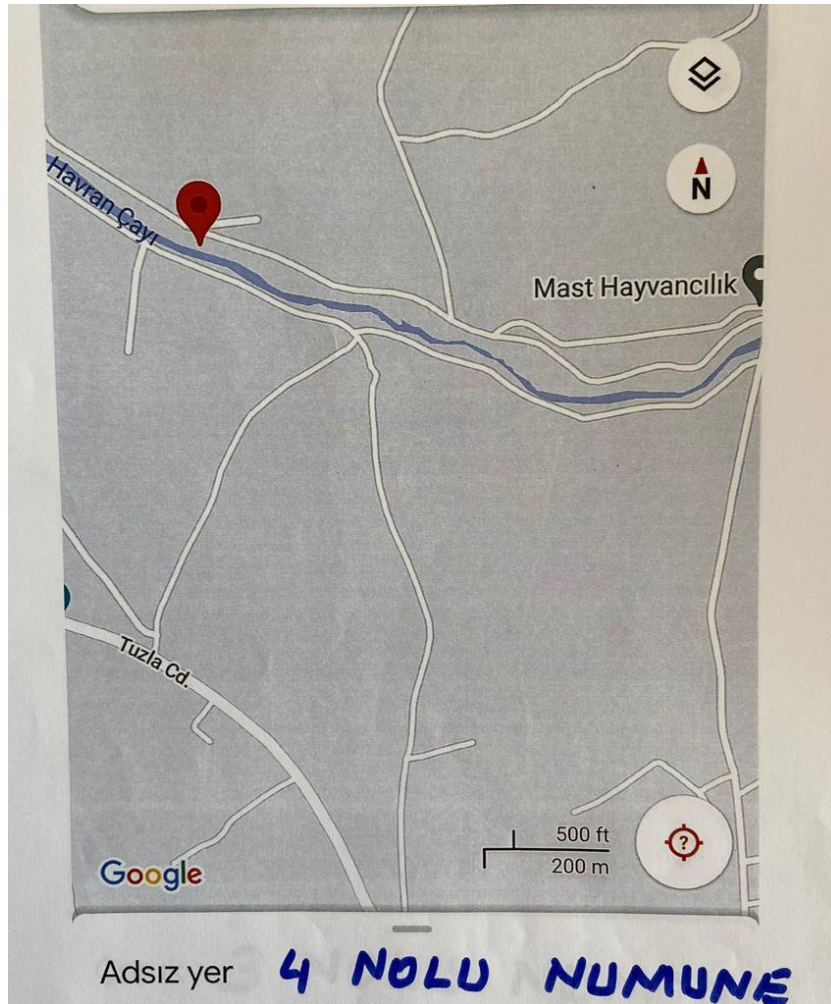 Havran Çayı
N
Mast Hayvancılık
Tuzla Cd.
500 ft
200 m
?
Google
Adsız yer 4 NOLU NUMUNE